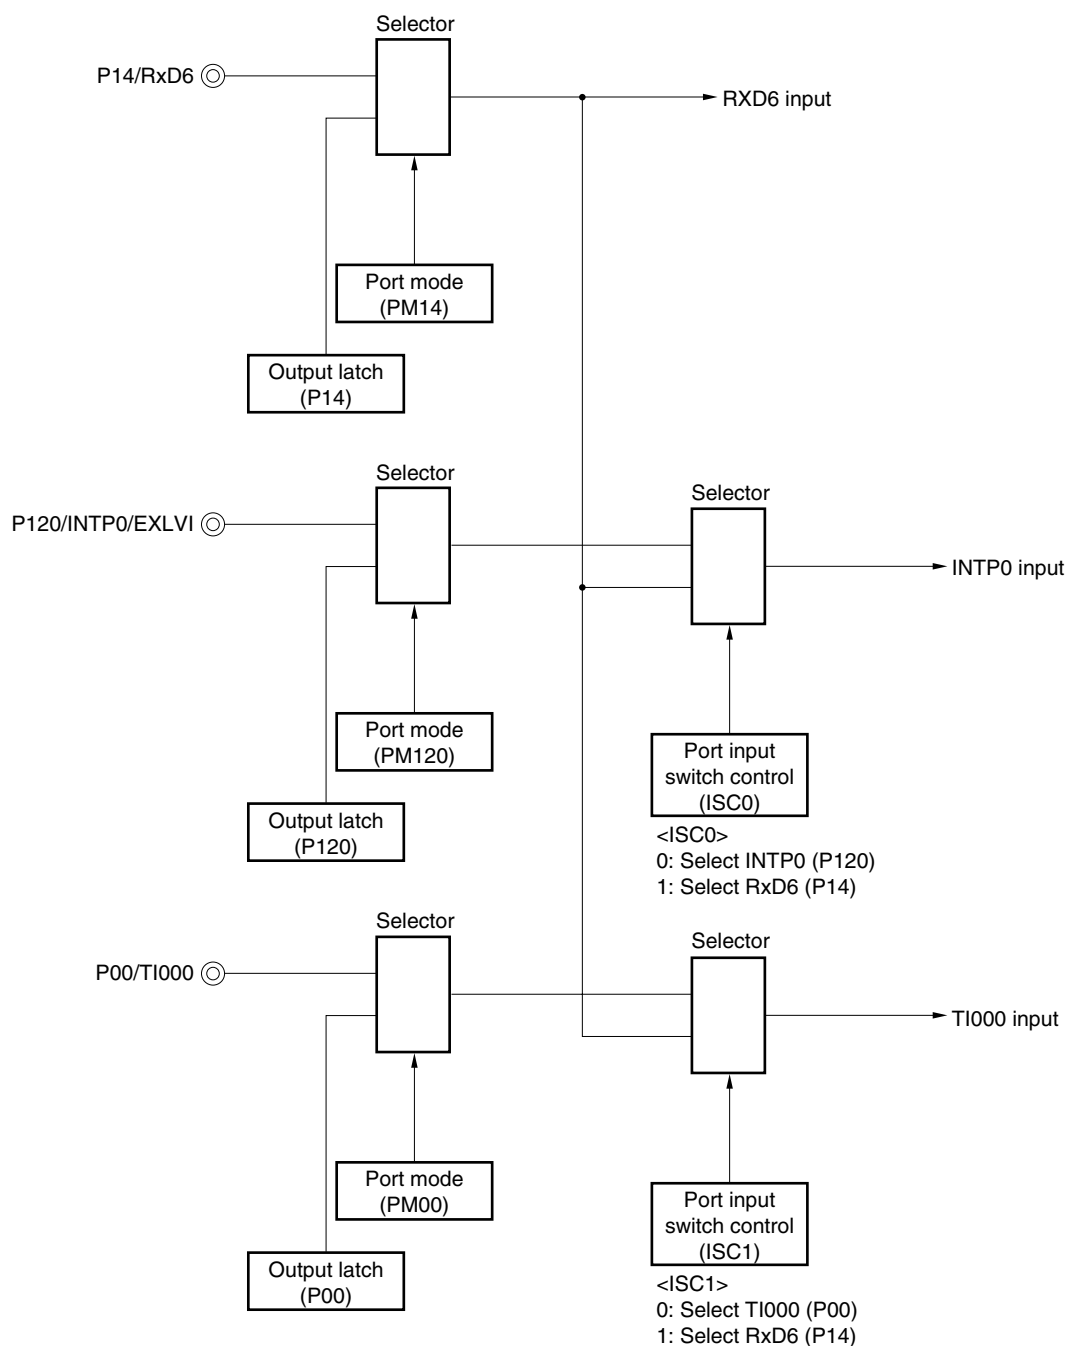 Selector
P14/RxD6
RXD6 input
Port mode
(PM14)
Output latch
(P14)
Selector
Selector
P120/INTP0/EXLVI
INTP0 input
Port mode
(PM120)
Port input
switch control
(ISC0)
Output latch
(P120)
<ISC0>
0: Select INTP0 (P120)
1: Select RxD6 (P14)
Selector
Selector
P00/TI000
TI000 input
Port mode
(PM00)
Port input
switch control
(ISC1)
Output latch
(P00)
<ISC1>
0: Select TI000 (P00)
1: Select RxD6 (P14)